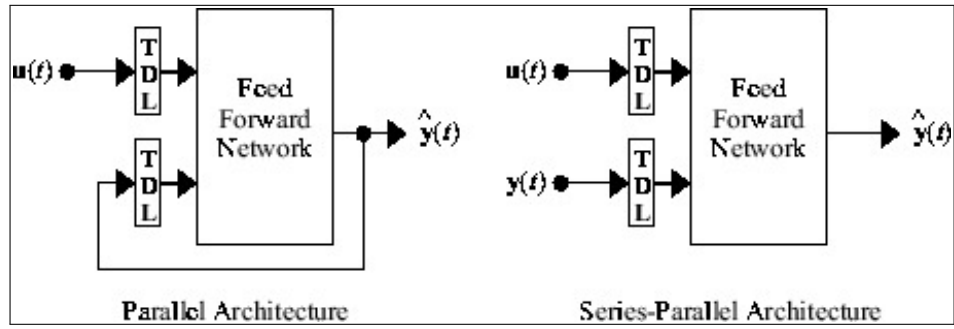 u(t)
T
D
L
T
D
L
Feed
Forward
Network
ŷ(t)
Parallel Architecture
u(t)
y(t)
T
D
L
T
D
L
Feed
Forward
Network
ŷ(t)
Series-Parallel Architecture